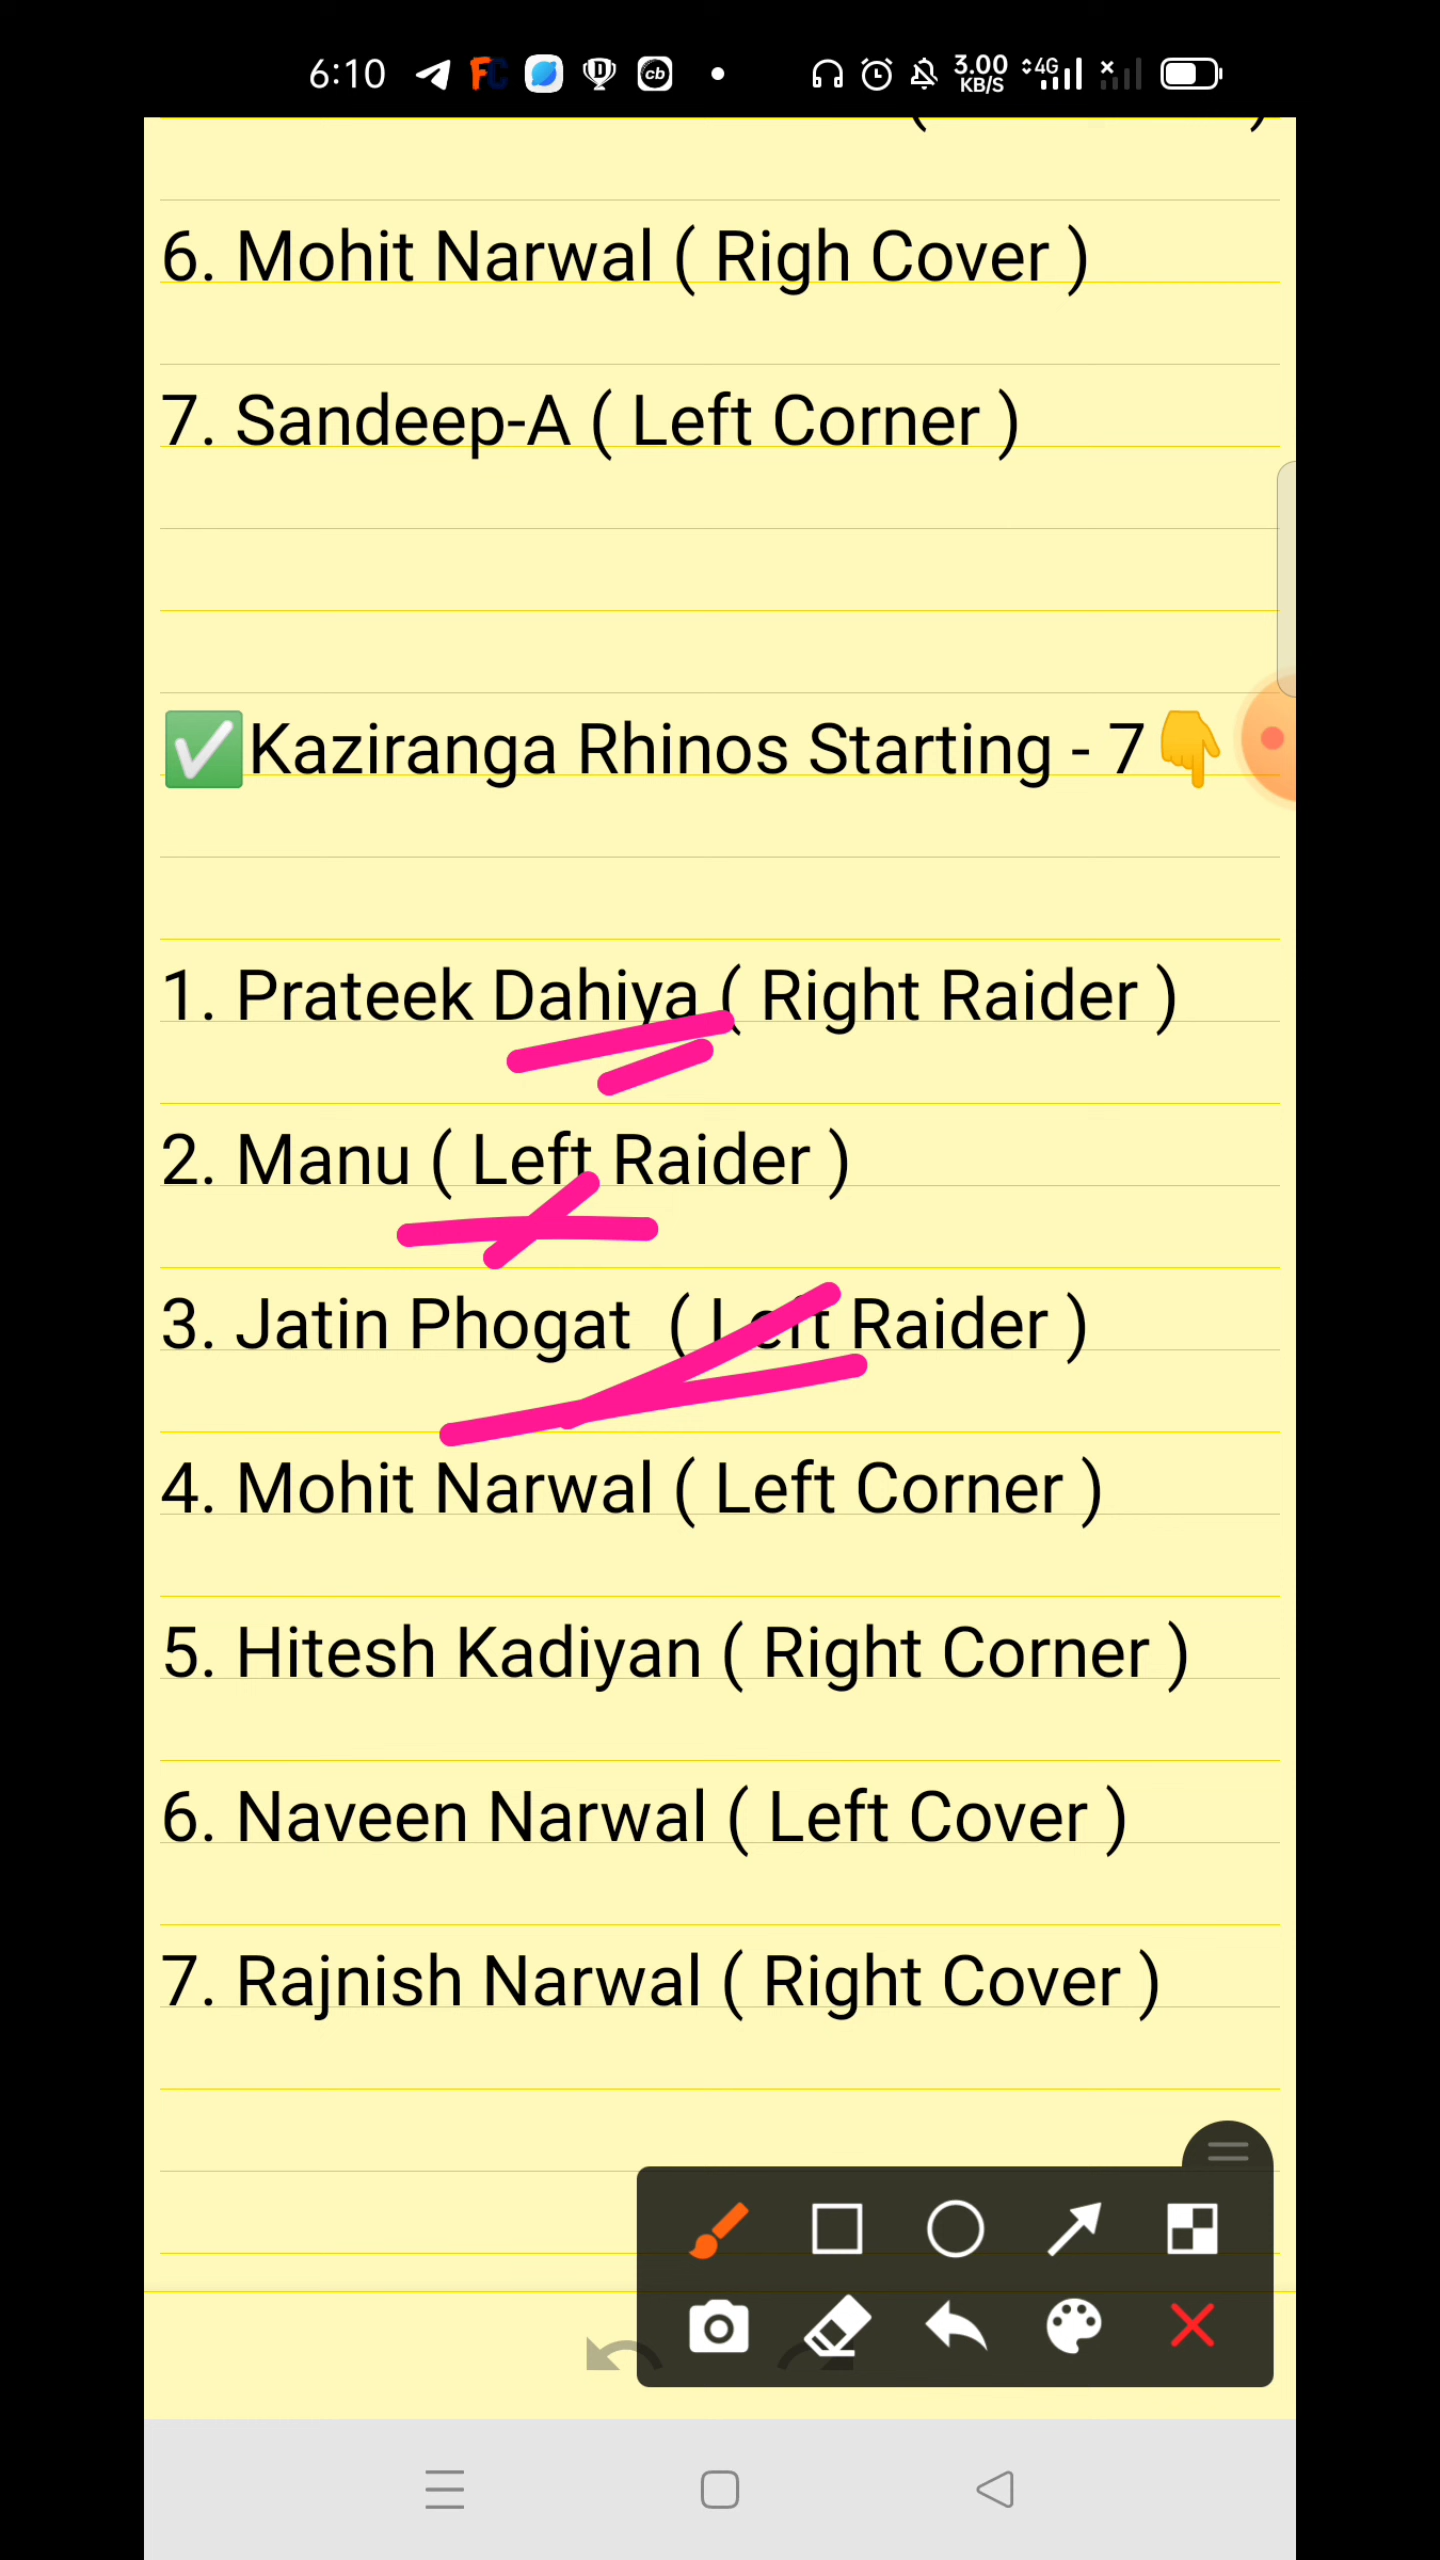 6:10 FC D cb 3.00 KB/S 4G
6. Mohit Narwal ( Righ Cover )
7. Sandeep-A ( Left Corner )
✅Kaziranga Rhinos Starting - 7👇
1. Prateek Dahiya ( Right Raider )
2. Manu ( Left Raider )
3. Jatin Phogat ( Left Raider )
4. Mohit Narwal ( Left Corner )
5. Hitesh Kadiyan ( Right Corner )
6. Naveen Narwal ( Left Cover )
7. Rajnish Narwal ( Right Cover )